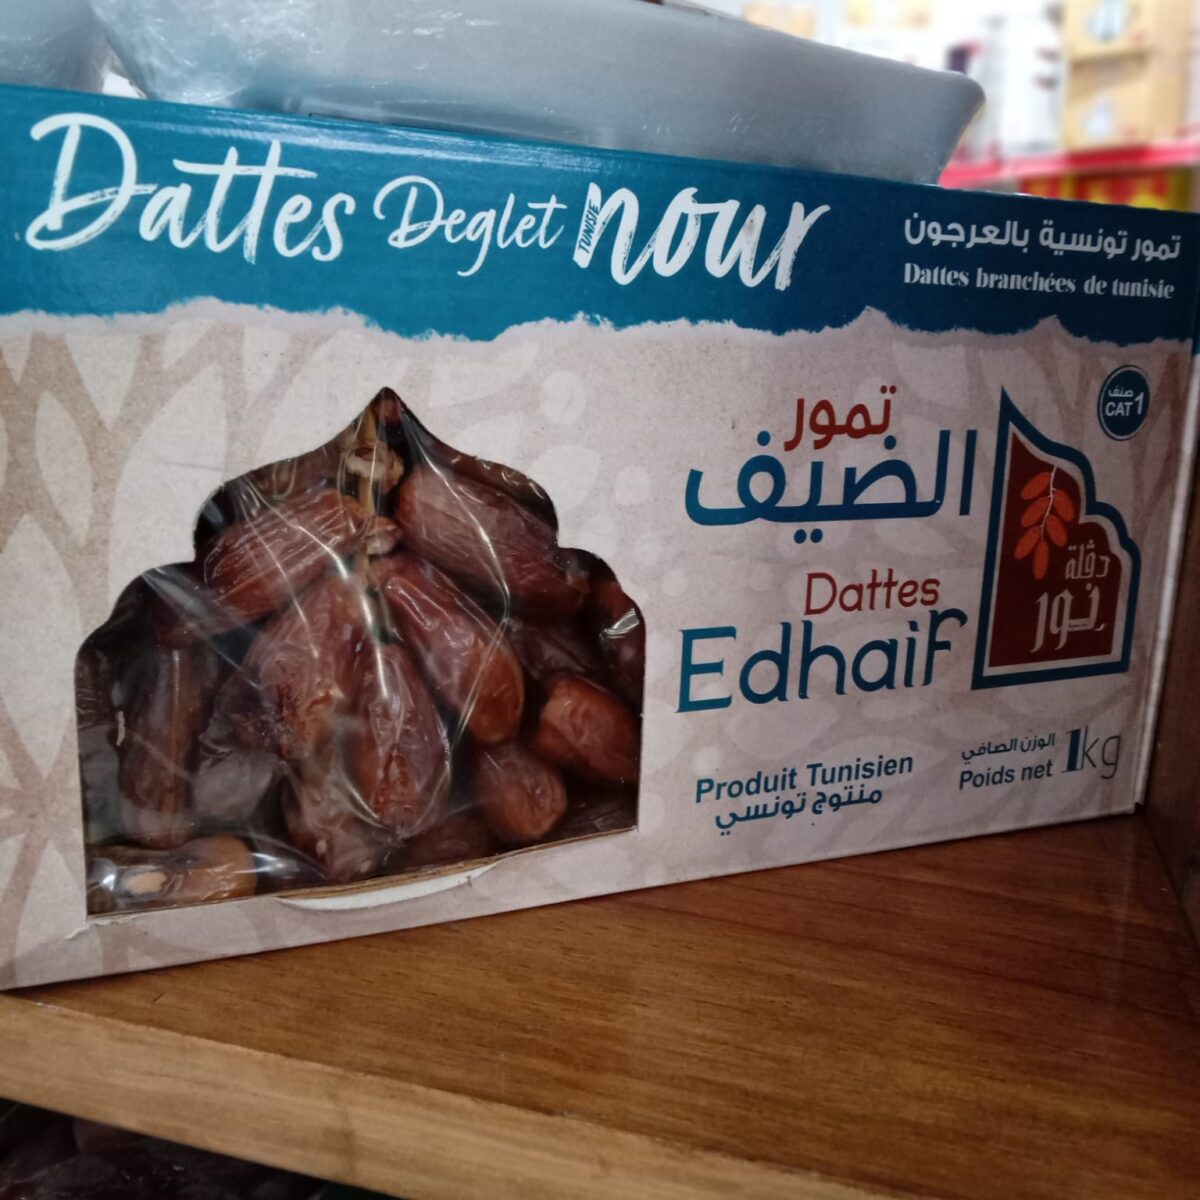 Dattes Deglet nour
TUNISIE
تمور تونسية بالعرجون
Dattes branchées de tunisie
صنف
CAT 1
تمور
الضيف
Dattes
Edhaif
دڨلة
نور
Produit Tunisien
منتوج تونسي
الوزن الصافي
Poids net 1kg